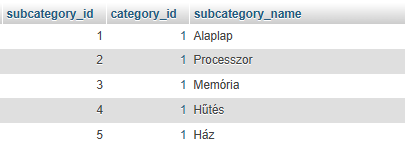 subcategory_id category_id subcategory_name
1 1 Alaplap
2 1 Processzor
3 1 Memória
4 1 Hűtés
5 1 Ház